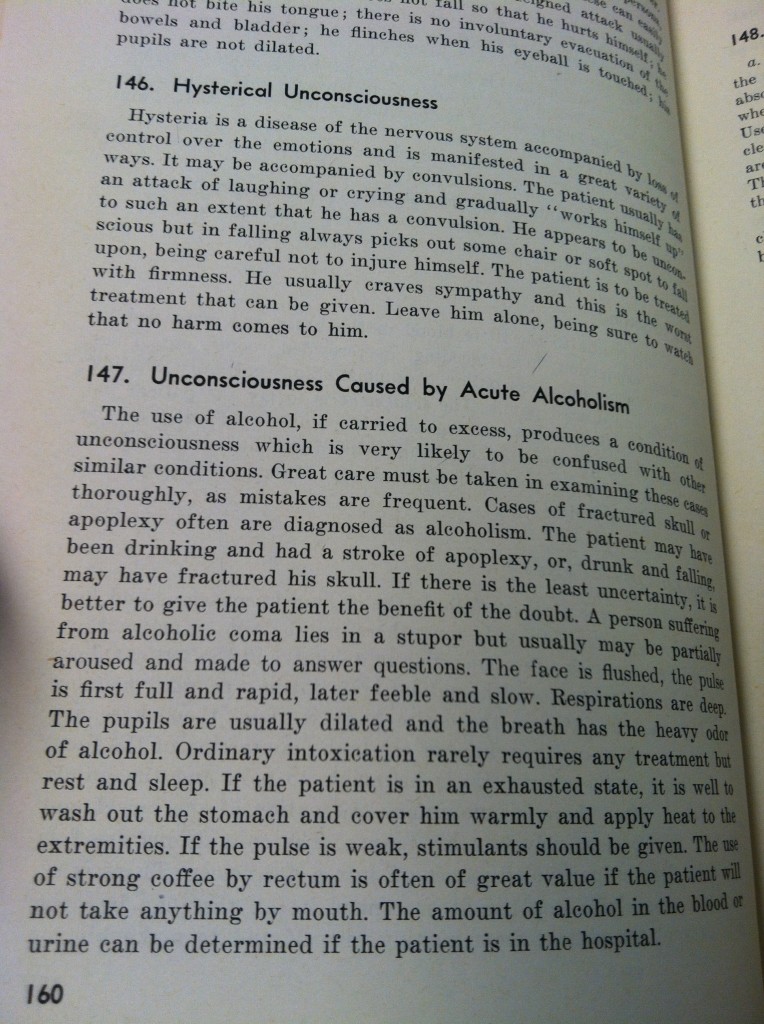 does not bite his tongue; there is no involuntary evacuation of the
bowels and bladder; he flinches when his eyeball is touched; his
pupils are not dilated.
146. Hysterical Unconsciousness
Hysteria is a disease of the nervous system accompanied by loss of
control over the emotions and is manifested in a great variety of
ways. It may be accompanied by convulsions. The patient usually has
an attack of laughing or crying and gradually “works himself up”
to such an extent that he has a convulsion. He appears to be uncon-
scious but in falling always picks out some chair or soft spot to fall
upon, being careful not to injure himself. The patient is to be treated
with firmness. He usually craves sympathy and this is the worst
treatment that can be given. Leave him alone, being sure to watch
that no harm comes to him.
147. Unconsciousness Caused by Acute Alcoholism
The use of alcohol, if carried to excess, produces a condition of
unconsciousness which is very likely to be confused with other
similar conditions. Great care must be taken in examining these cases
thoroughly, as mistakes are frequent. Cases of fractured skull or
apoplexy often are diagnosed as alcoholism. The patient may have
been drinking and had a stroke of apoplexy, or, drunk and falling,
may have fractured his skull. If there is the least uncertainty, it is
better to give the patient the benefit of the doubt. A person suffering
from alcoholic coma lies in a stupor but usually may be partially
aroused and made to answer questions. The face is flushed, the pulse
is first full and rapid, later feeble and slow. Respirations are deep.
The pupils are usually dilated and the breath has the heavy odor
of alcohol. Ordinary intoxication rarely requires any treatment but
rest and sleep. If the patient is in an exhausted state, it is well to
wash out the stomach and cover him warmly and apply heat to the
extremities. If the pulse is weak, stimulants should be given. The use
of strong coffee by rectum is often of great value if the patient will
not take anything by mouth. The amount of alcohol in the blood or
urine can be determined if the patient is in the hospital.
160
148.
a.
the